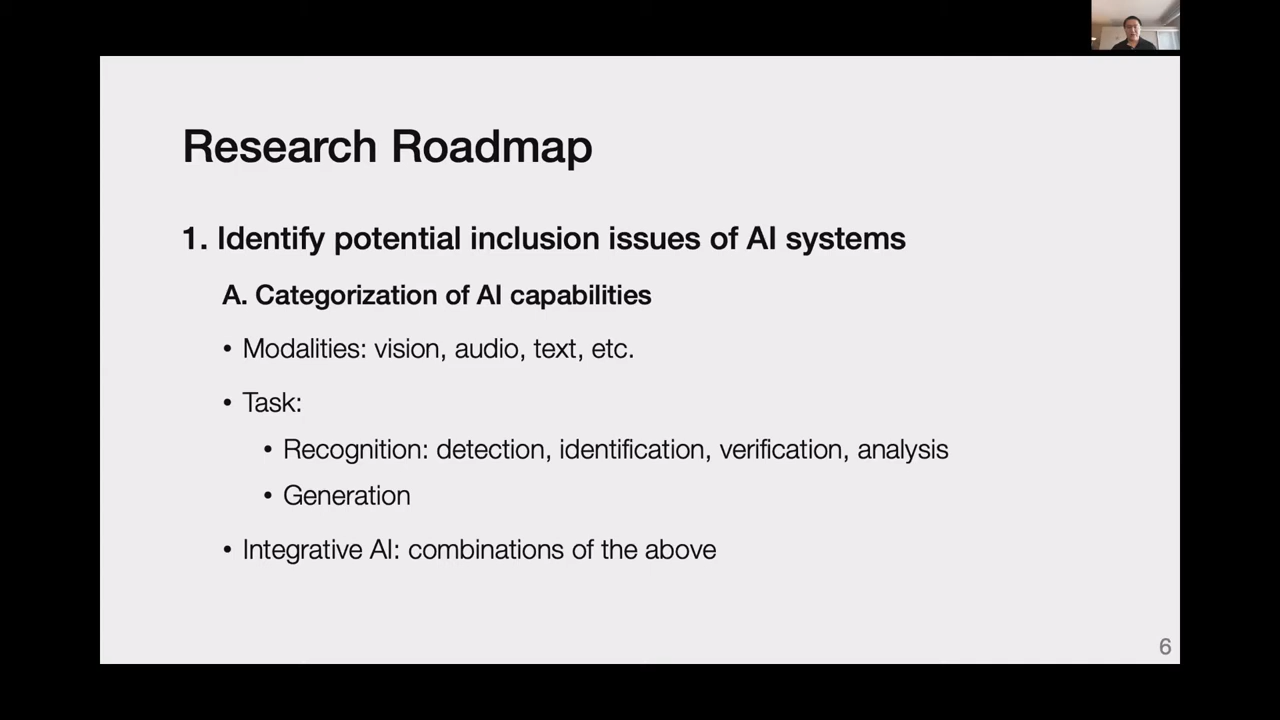 Research Roadmap
1. Identify potential inclusion issues of AI systems
A. Categorization of AI capabilities
• Modalities: vision, audio, text, etc.
• Task:
• Recognition: detection, identification, verification, analysis
• Generation
• Integrative AI: combinations of the above
6